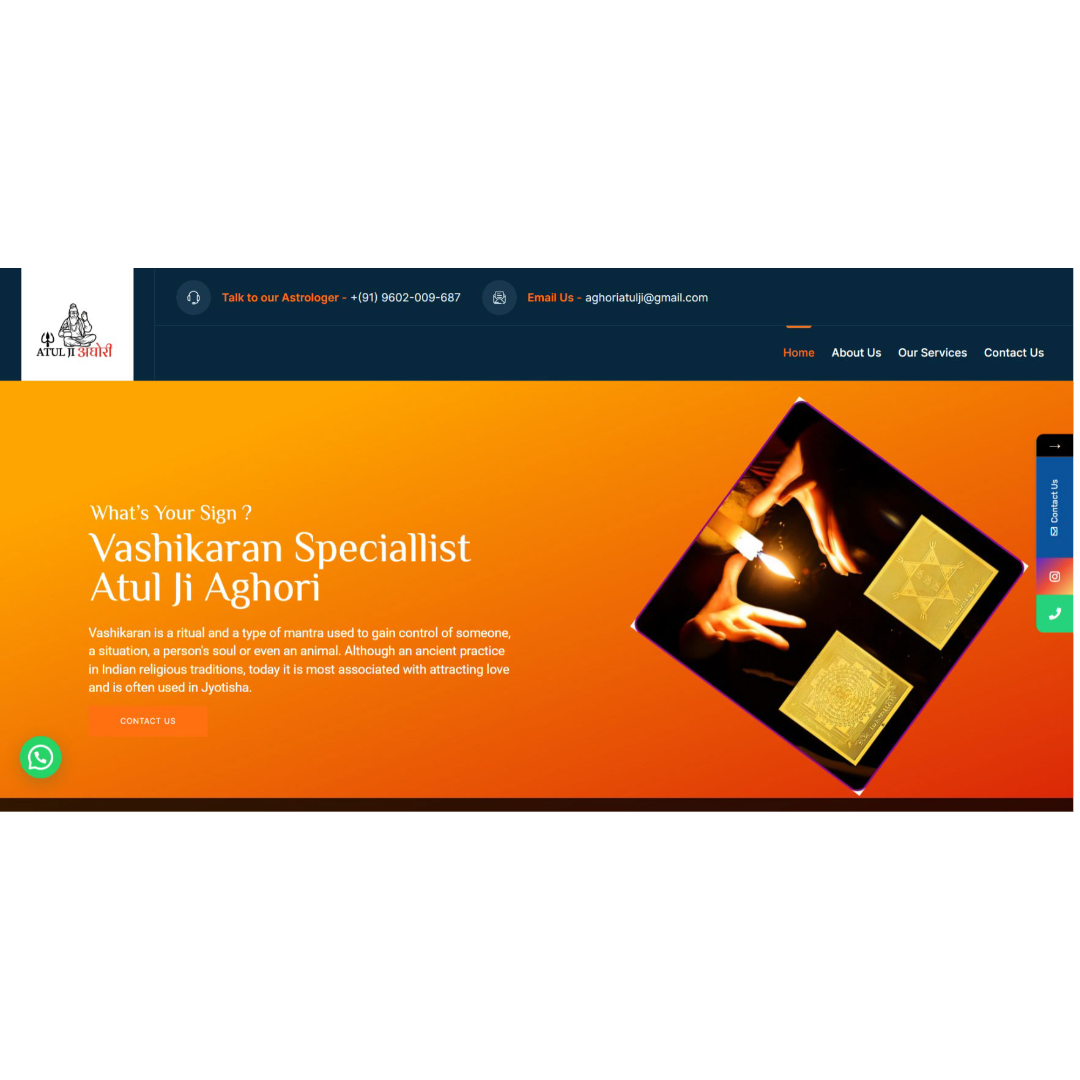 Talk to our Astrologer - +(91) 9602-009-687
Email Us - aghoriatulji@gmail.com
ATUL JI अघोरी
Home
About Us
Our Services
Contact Us
What's Your Sign ?
Vashikaran Speciallist
Atul Ji Aghori
Vashikaran is a ritual and a type of mantra used to gain control of someone,
a situation, a person's soul or even an animal. Although an ancient practice
in Indian religious traditions, today it is most associated with attracting love
and is often used in Jyotisha.
CONTACT US
→
Contact Us